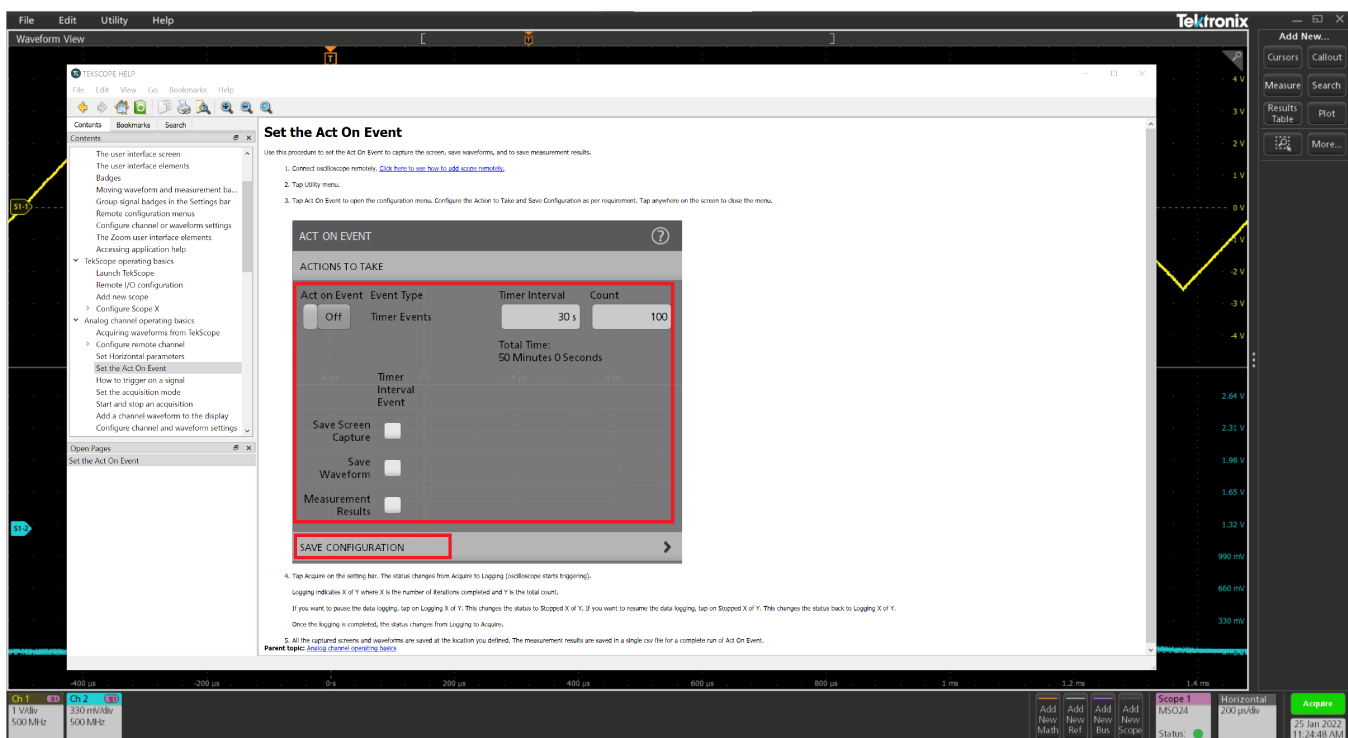 File Edit Utility Help
Tektronix
Waveform View
Add New...
Cursors Callout
Measure Search
Results Table Plot
More...
TEKSCOPE HELP
File Edit View Go Bookmarks Help
Contents Bookmarks Search
Contents
The user interface screen
The user interface elements
Badges
Moving waveform and measurement ba...
Group signal badges in the Settings bar
Remote configuration menus
Configure channel or waveform settings
The Zoom user interface elements
Accessing application help
TekScope operating basics
Launch TekScope
Remote I/O configuration
Add new scope
Configure Scope X
Analog channel operating basics
Acquiring waveforms from TekScope
Configure remote channel
Set Horizontal parameters
Set the Act On Event
How to trigger on a signal
Set the acquisition mode
Start and stop an acquisition
Add a channel waveform to the display
Configure channel and waveform settings
Open Pages
Set the Act On Event
Set the Act On Event
Use this procedure to set the Act On Event to capture the screen, save waveforms, and to save measurement results.
1. Connect oscilloscope remotely. Click here to see how to add scope remotely.
2. Tap Utility menu.
3. Tap Act On Event to open the configuration menu. Configure the Action to Take and Save Configuration as per requirement. Tap anywhere on the screen to close the menu.
ACT ON EVENT ?
ACTIONS TO TAKE
Act on Event Event Type Timer Interval Count
Off Timer Events 30 s 100
Total Time:
50 Minutes 0 Seconds
Timer
Interval
Event
Save Screen
Capture
Save
Waveform
Measurement
Results
SAVE CONFIGURATION
4. Tap Acquire on the setting bar. The status changes from Acquire to Logging (oscilloscope starts triggering).
Logging indicates X of Y where X is the number of iterations completed and Y is the total count.
If you want to pause the data logging, tap on Logging X of Y. This changes the status to Stopped X of Y. If you want to resume the data logging, tap on Stopped X of Y. This changes the status back to Logging X of Y.
Once the logging is completed, the status changes from Logging to Acquire.
5. All the captured screens and waveforms are saved at the location you defined. The measurement results are saved in a single csv file for a complete run of Act On Event.
Parent topic: Analog channel operating basics
T
T
S1-1
S1-2
4 V
3 V
2 V
1 V
0 V
-2 V
-3 V
-4 V
2.64 V
2.31 V
1.98 V
1.65 V
1.32 V
990 mV
660 mV
330 mV
-400 µs -200 µs 0 s 200 µs 400 µs 600 µs 800 µs 1 ms 1.2 ms 1.4 ms
Ch 1 S1
1 V/div
500 MHz
Ch 2 S1
330 mV/div
500 MHz
Add New Math
Add New Ref
Add New Bus
Add New Scope
Scope 1
MSO24
Status:
Horizontal
200 µs/div
Acquire
25 Jan 2022
11:24:48 AM